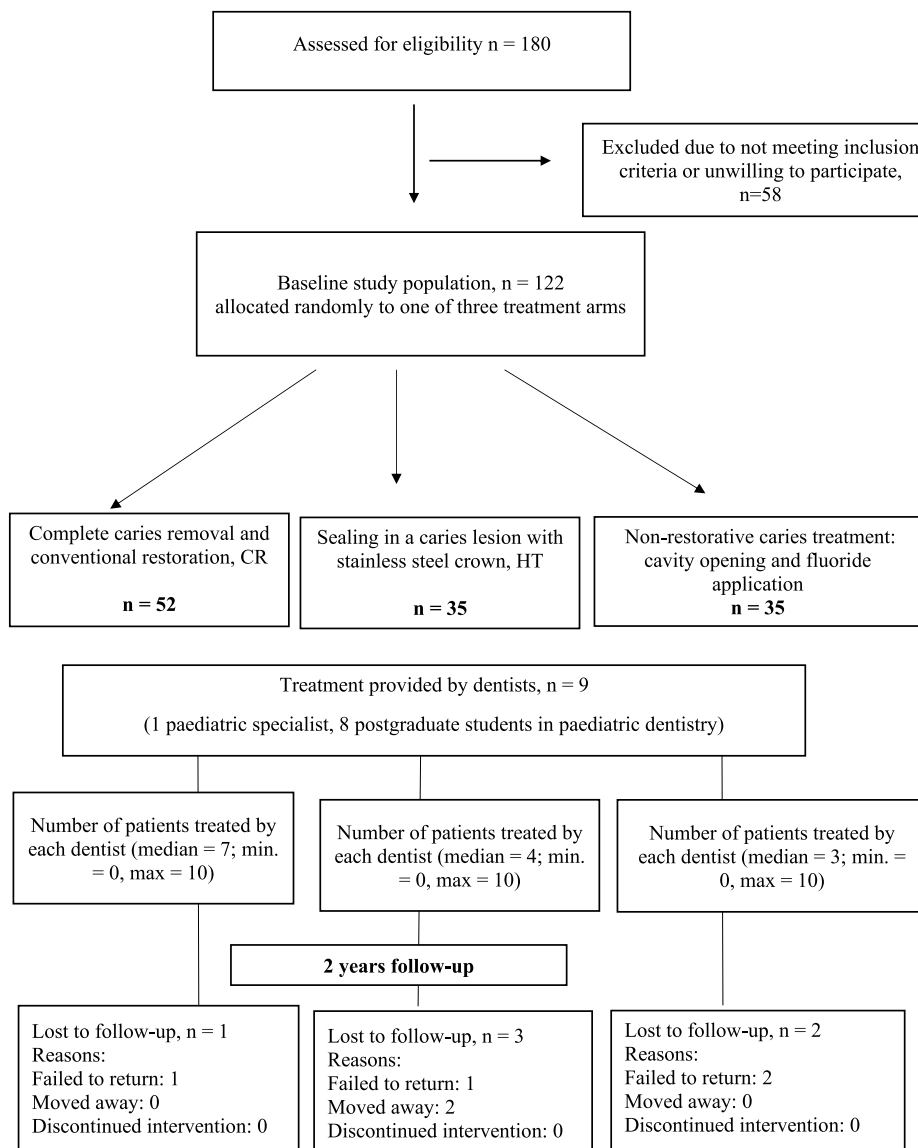 Assessed for eligibility n = 180
Excluded due to not meeting inclusion
criteria or unwilling to participate,
n=58
Baseline study population, n = 122
allocated randomly to one of three treatment arms
Complete caries removal and
conventional restoration, CR
n = 52
Sealing in a caries lesion with
stainless steel crown, HT
n = 35
Non-restorative caries treatment:
cavity opening and fluoride
application
n = 35
Treatment provided by dentists, n = 9
(1 paediatric specialist, 8 postgraduate students in paediatric dentistry)
Number of patients treated by
each dentist (median = 7; min.
= 0, max = 10)
Number of patients treated by
each dentist (median = 4; min.
= 0, max = 10)
Number of patients treated by
each dentist (median = 3; min. =
0, max = 10)
2 years follow-up
Lost to follow-up, n = 1
Reasons:
Failed to return: 1
Moved away: 0
Discontinued intervention: 0
Lost to follow-up, n = 3
Reasons:
Failed to return: 1
Moved away: 2
Discontinued intervention: 0
Lost to follow-up, n = 2
Reasons:
Failed to return: 2
Moved away: 0
Discontinued intervention: 0